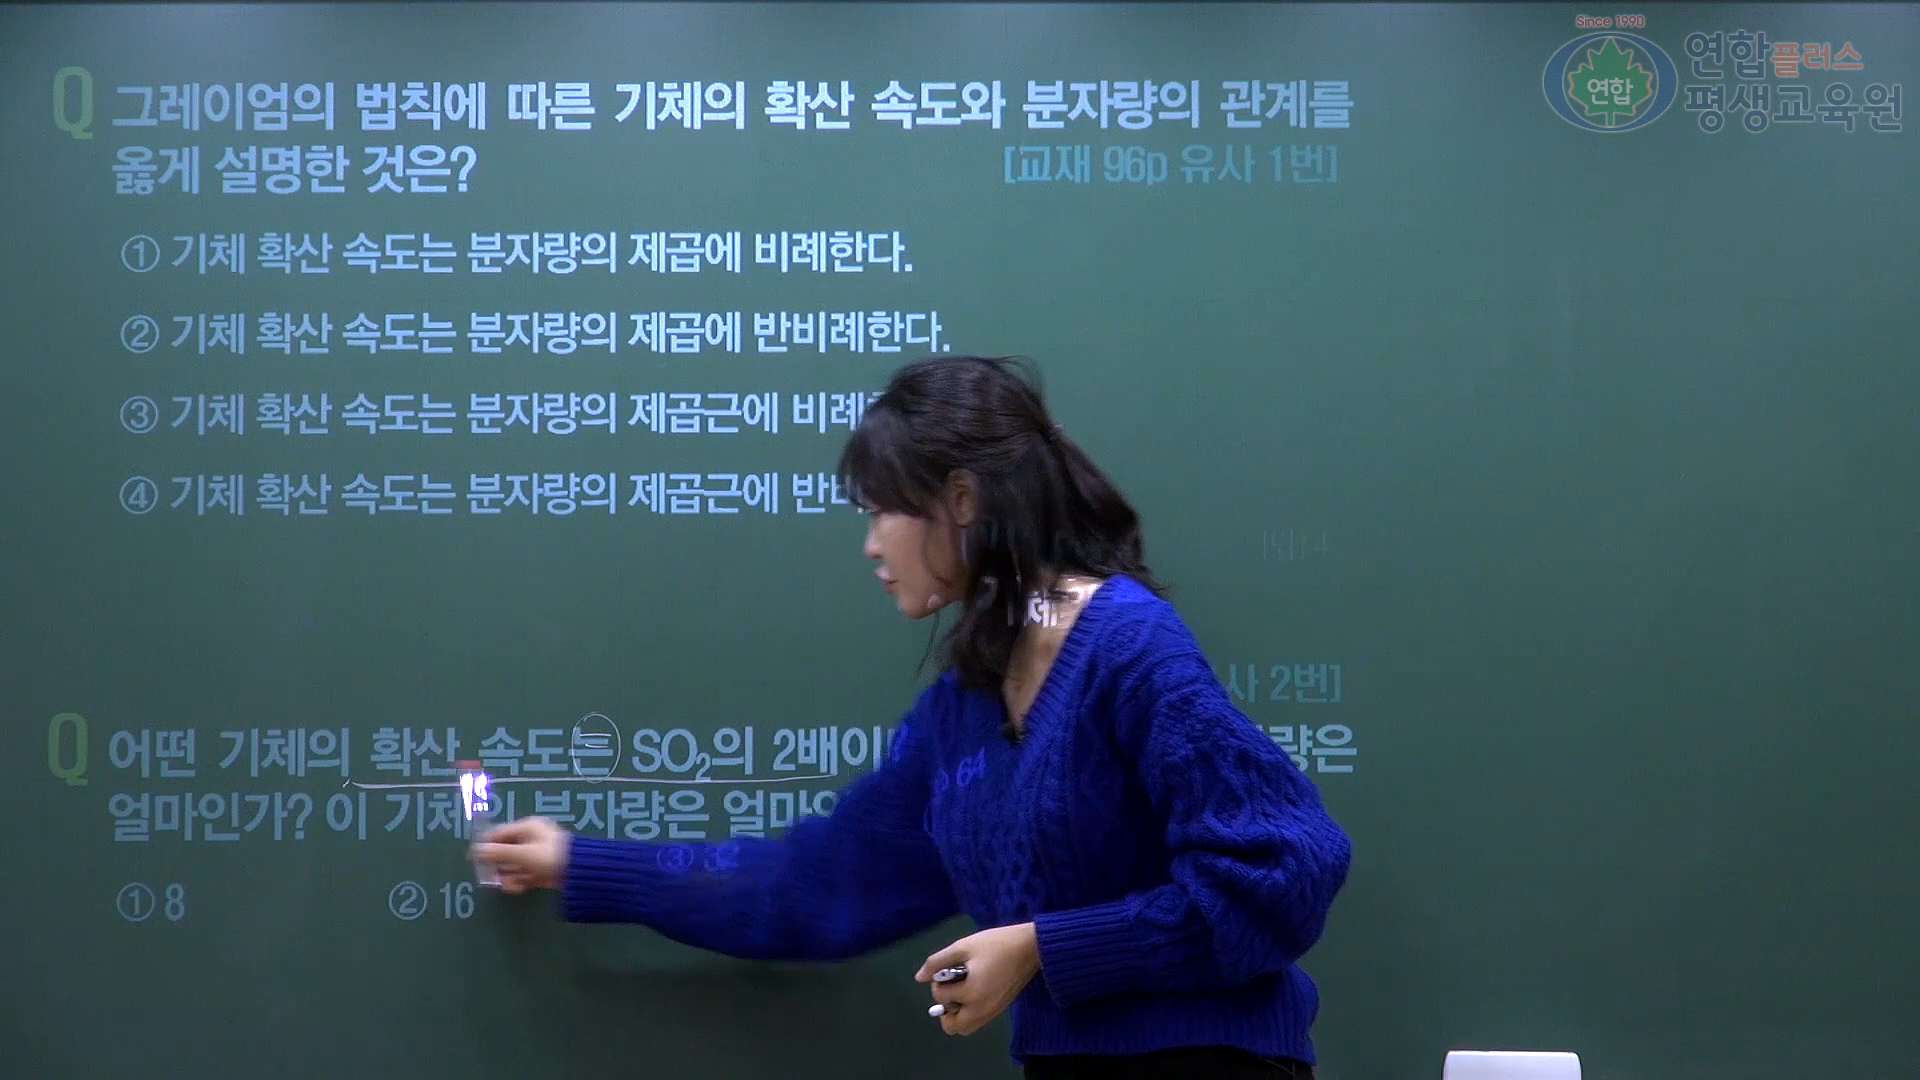 Since 1990
연합
연합플러스
평생교육원
Q 그레이엄의 법칙에 따른 기체의 확산 속도와 분자량의 관계를
옳게 설명한 것은?
[교재 96p 유사 1번]
① 기체 확산 속도는 분자량의 제곱에 비례한다.
② 기체 확산 속도는 분자량의 제곱에 반비례한다.
③ 기체 확산 속도는 분자량의 제곱근에 비례
④ 기체 확산 속도는 분자량의 제곱근에 반비
[답] 4
사 2번]
Q 어떤 기체의 확산 속도는 SO₂의 2배이 량은
얼마인가? 이 기체의 분자량은 얼마
① 8
② 16
③ 32
64